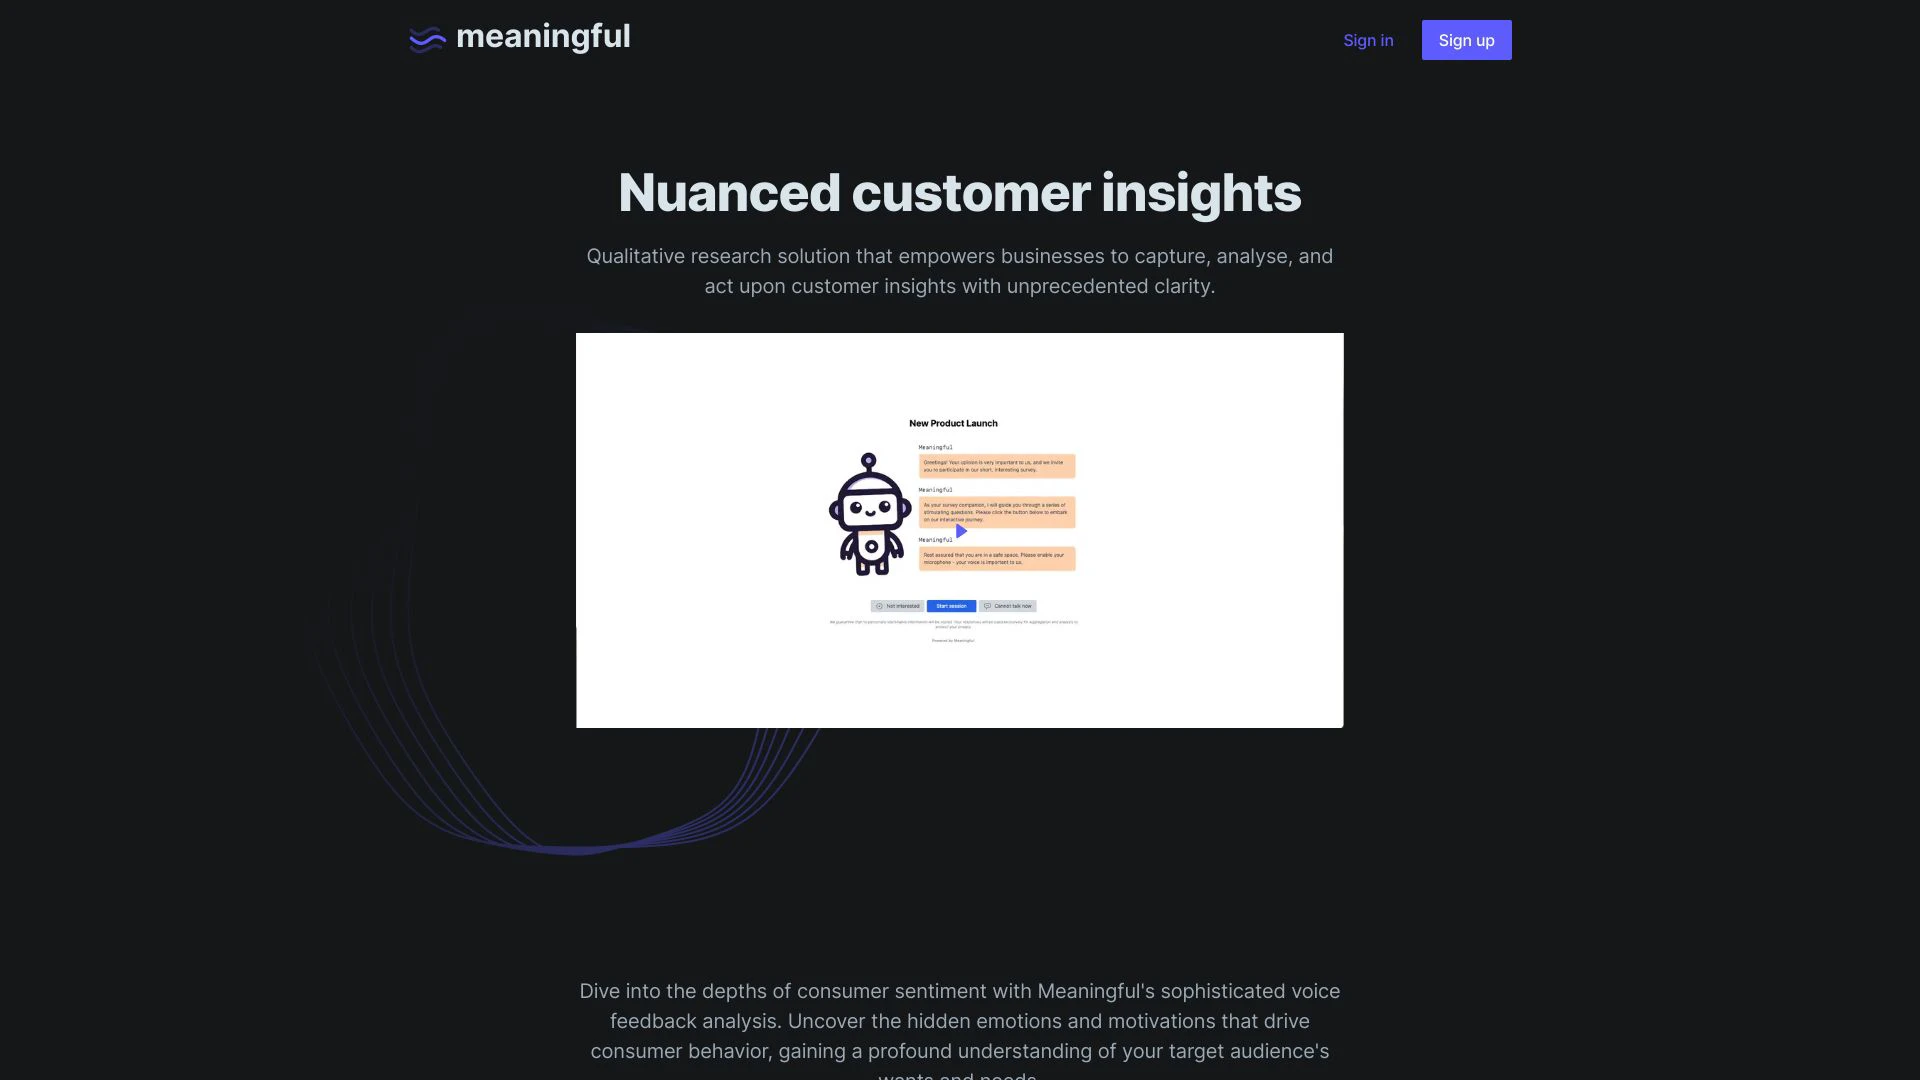 meaningful
Sign in
Sign up
Nuanced customer insights
Qualitative research solution that empowers businesses to capture, analyse, and
act upon customer insights with unprecedented clarity.
New Product Launch
Meaningful
Greetings! Your opinion is very important to us, and we invite
you to participate in our short, interesting survey.
Meaningful
As your survey companion, I will guide you through a series of
stimulating questions. Please click the button below to embark
on our interactive journey.
Meaningful
Rest assured that you are in a safe space. Please enable your
microphone - your voice is important to us.
Not interested
Start session
Cannot talk now
Powered by Meaningful
Dive into the depths of consumer sentiment with Meaningful's sophisticated voice
feedback analysis. Uncover the hidden emotions and motivations that drive
consumer behavior, gaining a profound understanding of your target audience's
wants and needs.